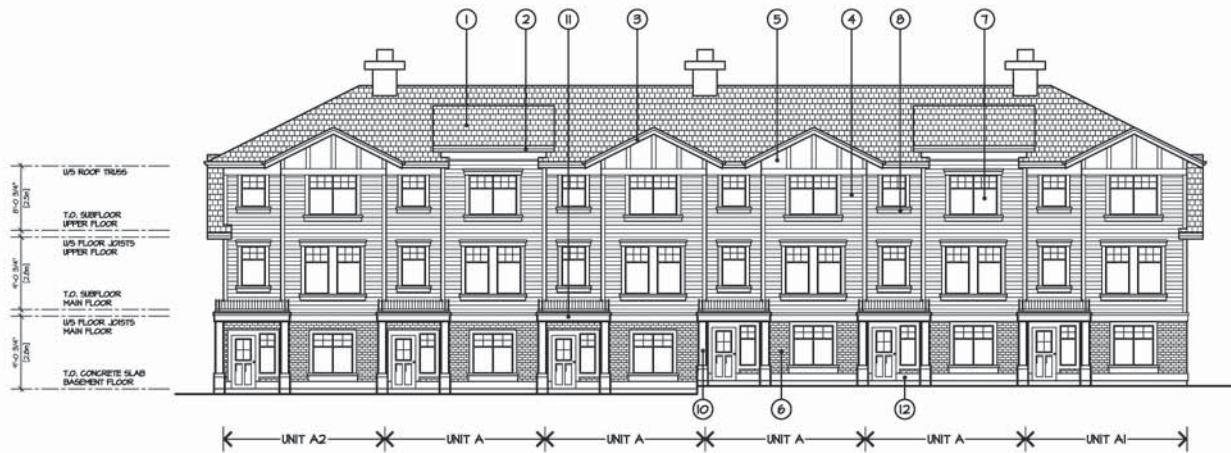 1
2
11
3
5
4
8
7
U/S ROOF TRUSS
8'-0 3/4"
[2.5m]
T.O. SUBFLOOR
UPPER FLOOR
U/S FLOOR JOISTS
UPPER FLOOR
9'-0 3/4"
[2.8m]
T.O. SUBFLOOR
MAIN FLOOR
U/S FLOOR JOISTS
MAIN FLOOR
9'-0 3/4"
[2.8m]
T.O. CONCRETE SLAB
BASEMENT FLOOR
10
6
12
UNIT A2
UNIT A
UNIT A
UNIT A
UNIT A
UNIT A1